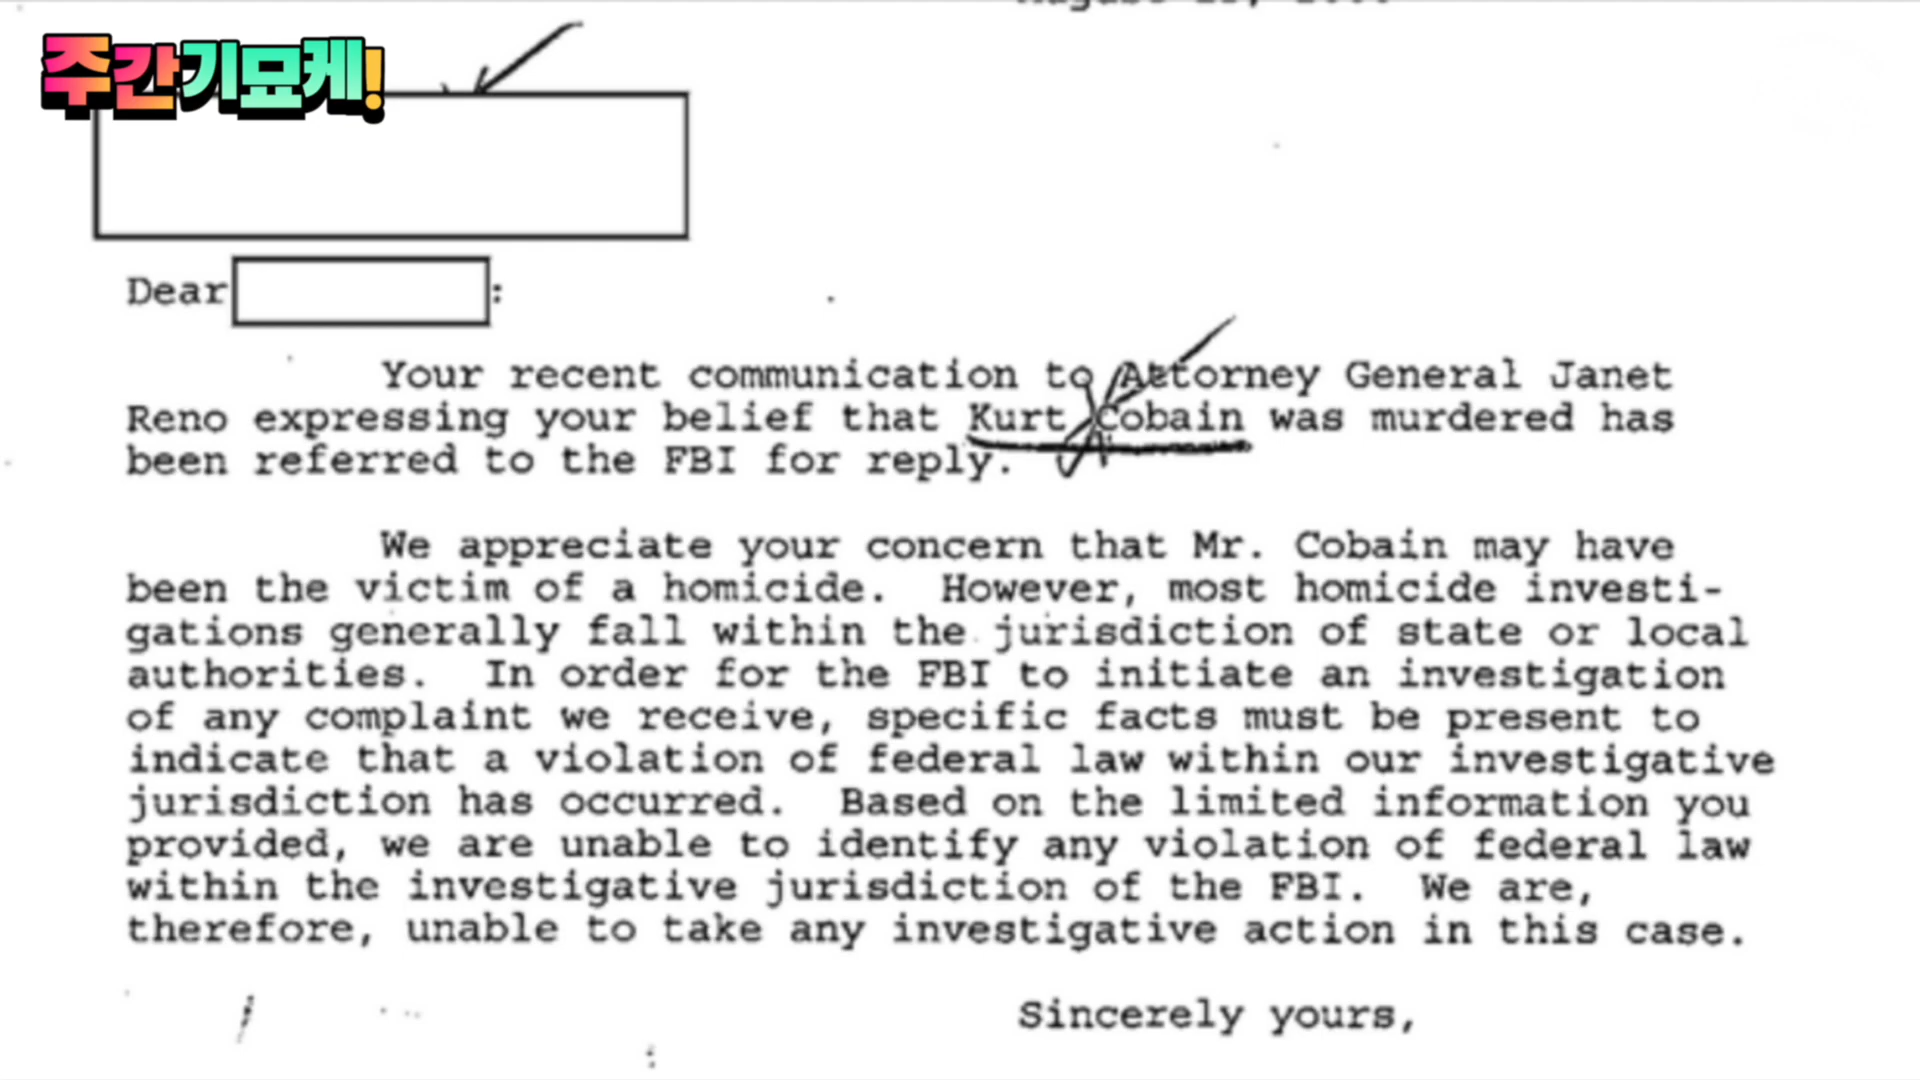 주간기묘케!
Dear :
Your recent communication to Attorney General Janet
Reno expressing your belief that Kurt Cobain was murdered has
been referred to the FBI for reply.
We appreciate your concern that Mr. Cobain may have
been the victim of a homicide. However, most homicide investi-
gations generally fall within the jurisdiction of state or local
authorities. In order for the FBI to initiate an investigation
of any complaint we receive, specific facts must be present to
indicate that a violation of federal law within our investigative
jurisdiction has occurred. Based on the limited information you
provided, we are unable to identify any violation of federal law
within the investigative jurisdiction of the FBI. We are,
therefore, unable to take any investigative action in this case.
Sincerely yours,